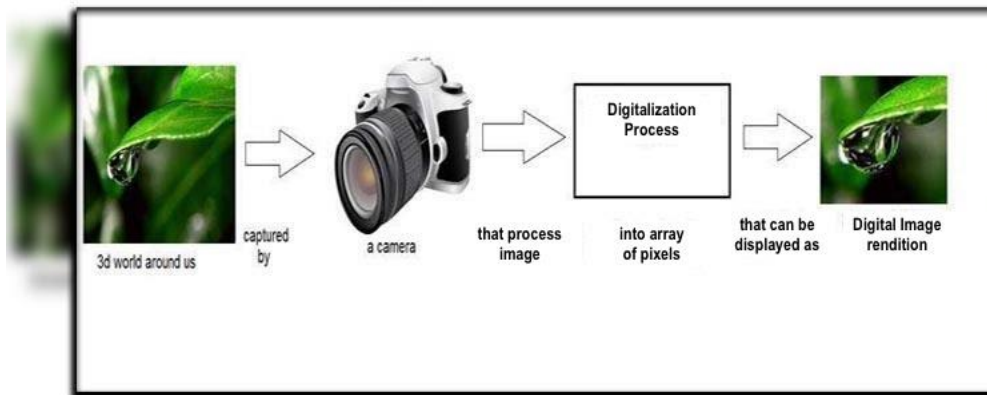 3d world around us
captured
by
a camera
that process
image
Digitalization
Process
into array
of pixels
that can be
displayed as
Digital Image
rendition